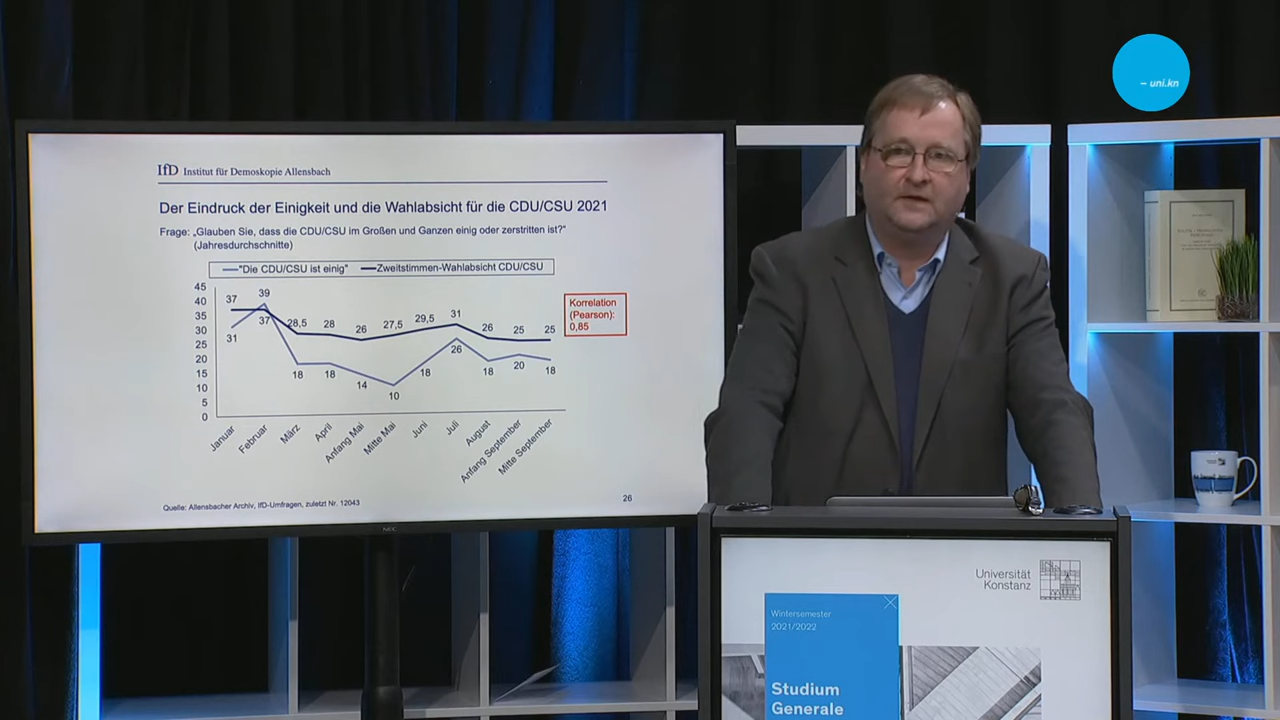 – uni.kn
IfD Institut für Demoskopie Allensbach
Der Eindruck der Einigkeit und die Wahlabsicht für die CDU/CSU 2021
Frage: „Glauben Sie, dass die CDU/CSU im Großen und Ganzen einig oder zerstritten ist?"
(Jahresdurchschnitte)
"Die CDU/CSU ist einig" Zweitstimmen-Wahlabsicht CDU/CSU
45
40
35
30
25
20
15
10
5
0
37 37 28,5 28 26 27,5 29,5 31 26 25 25
31 39 18 18 14 10 18 26 18 20 18
Korrelation
(Pearson):
0,85
Januar
Februar
März
April
Anfang Mai
Mitte Mai
Juni
Juli
August
Anfang September
Mitte September
Quelle: Allensbacher Archiv, IfD-Umfragen, zuletzt Nr. 12043
26
NEC
Universität
Konstanz
Wintersemester
2021/2022
Studium
Generale